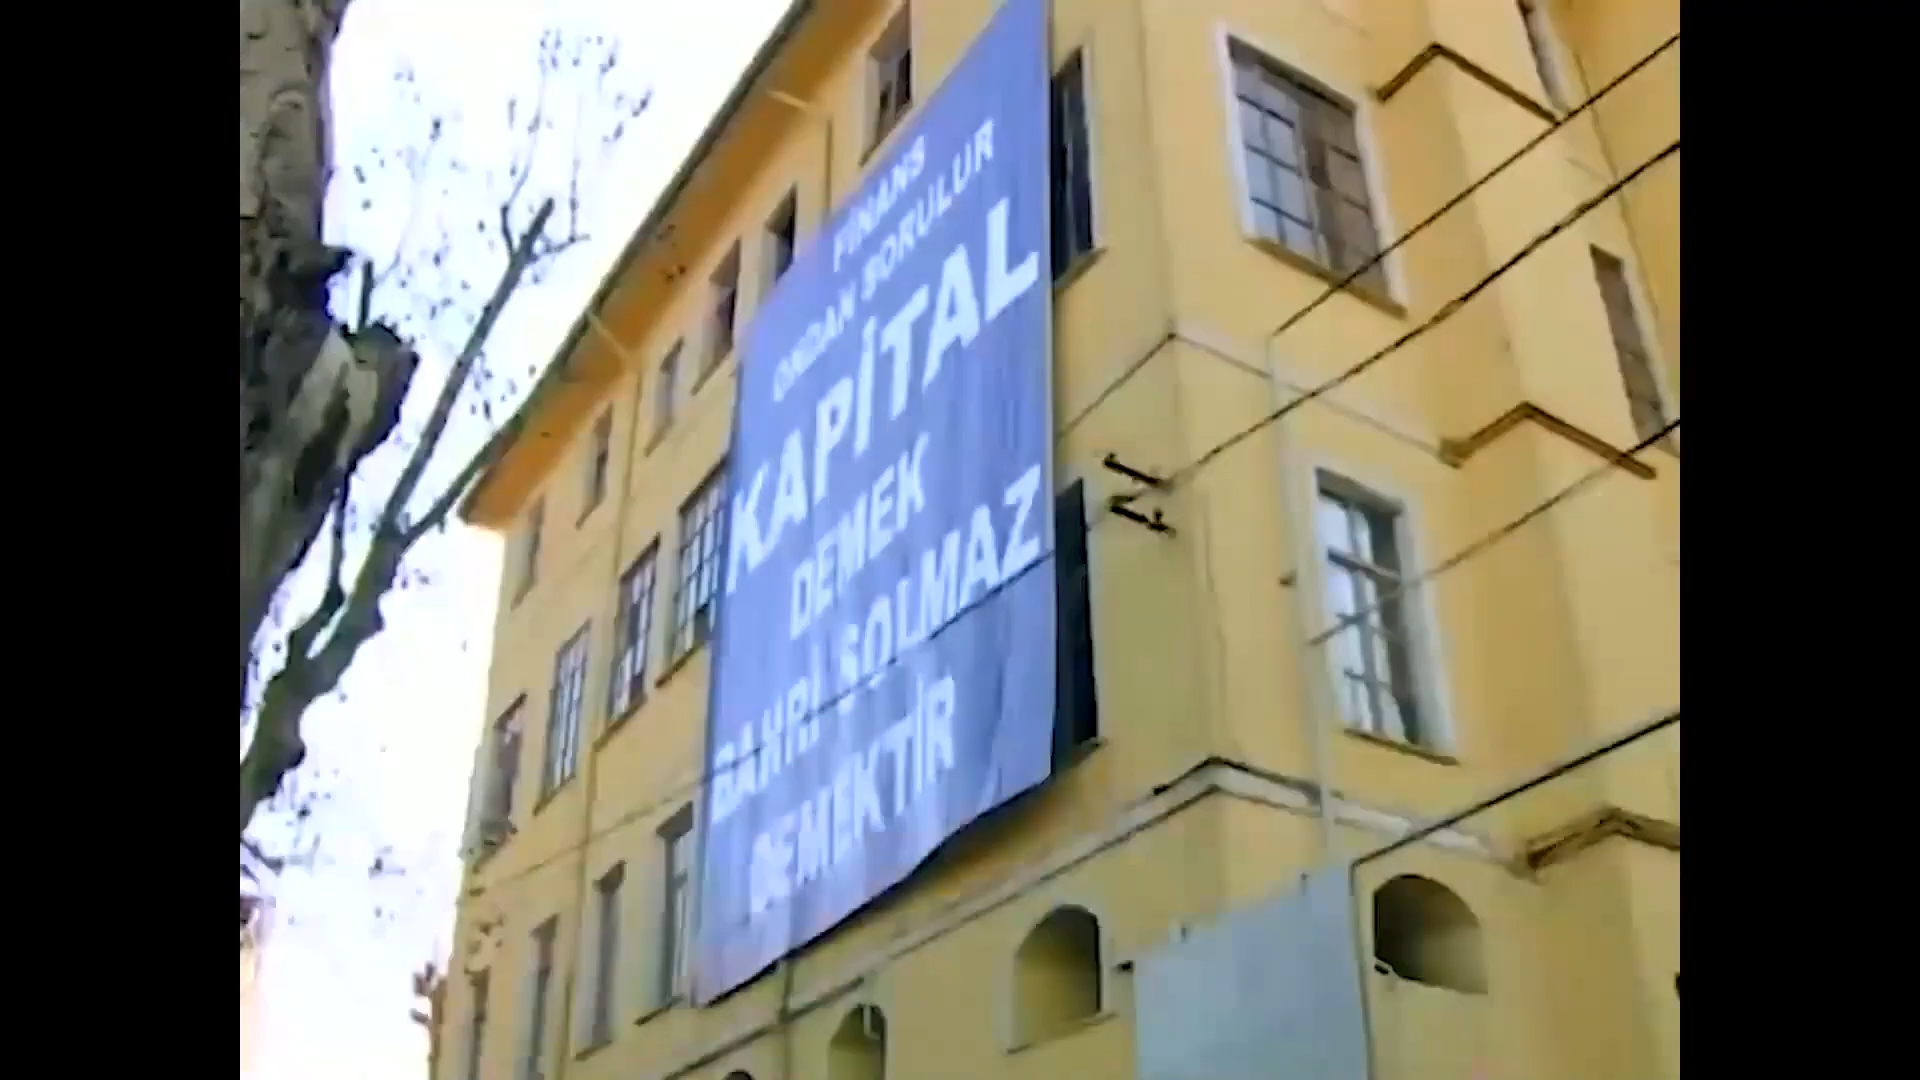 FİNANS
ONDAN SORULUR
KAPİTAL
DEMEK
BAHRİ SOLMAZ
DEMEKTİR